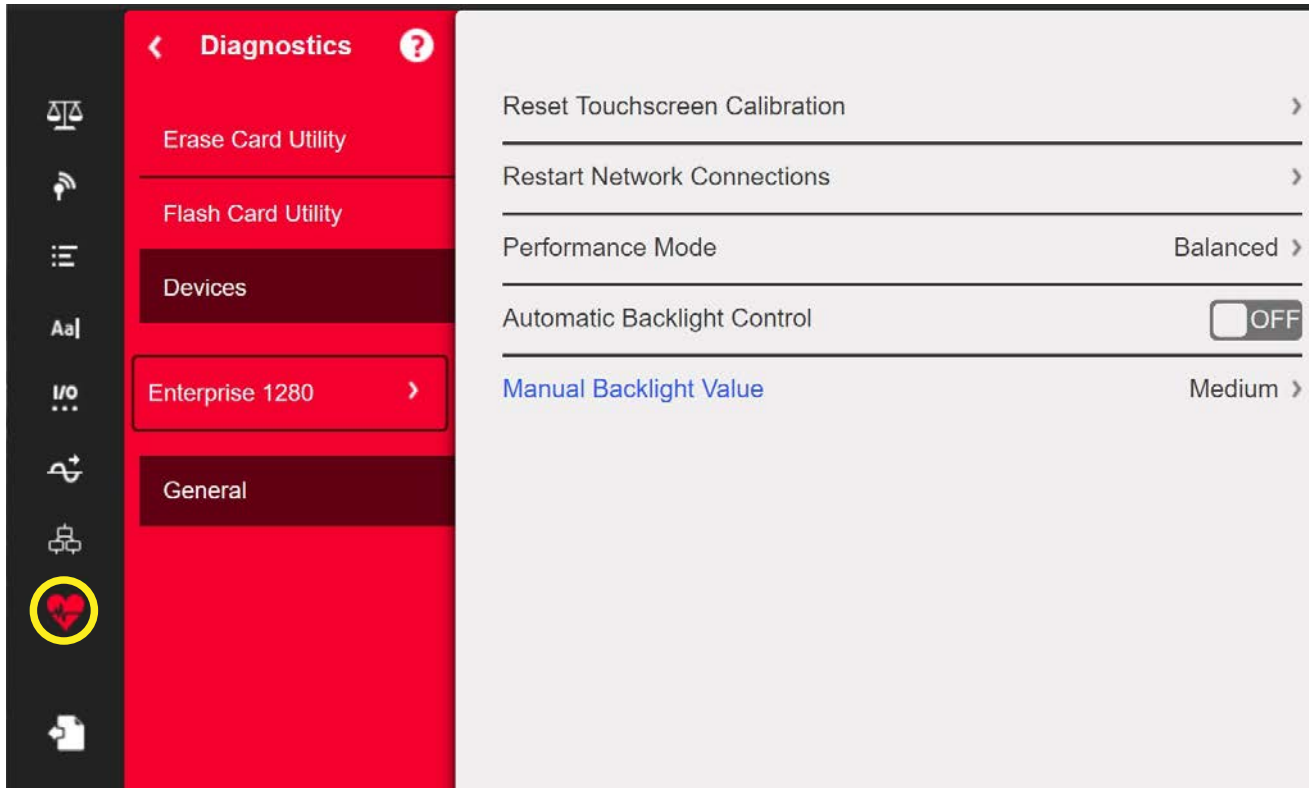 Diagnostics ?
Erase Card Utility
Flash Card Utility
Devices
Enterprise 1280
General
Aa
I/O
Reset Touchscreen Calibration
Restart Network Connections
Performance Mode Balanced
Automatic Backlight Control OFF
Manual Backlight Value Medium